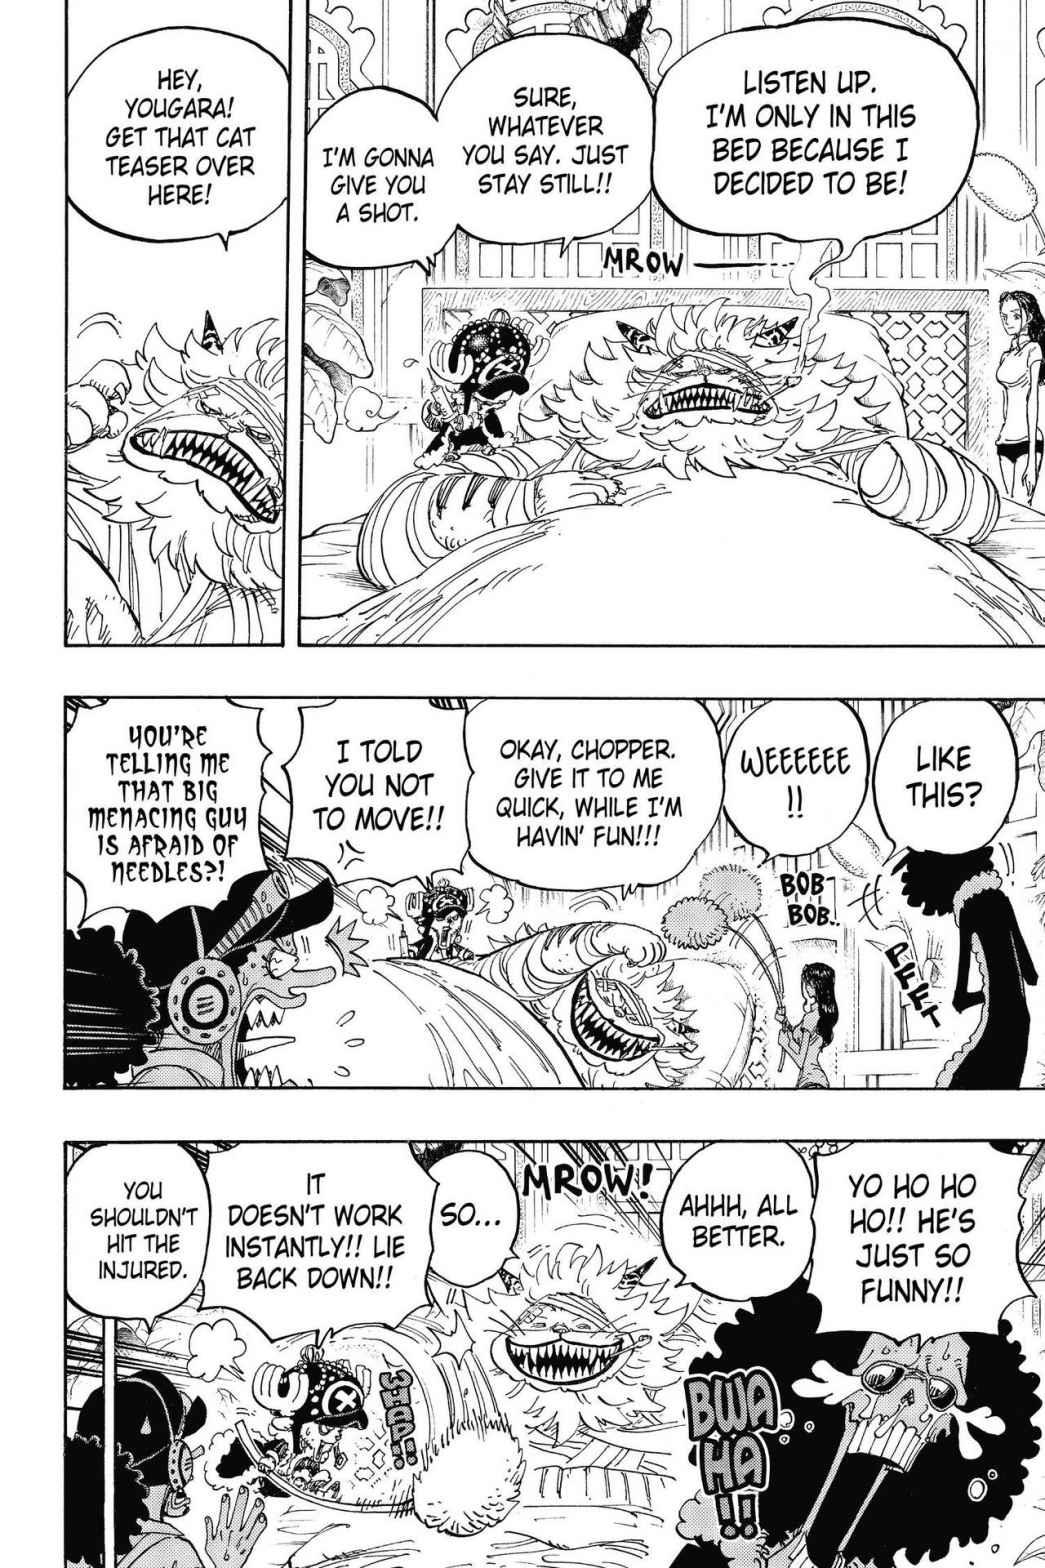 LISTEN UP.
I'M ONLY IN THIS
BED BECAUSE I
DECIDED TO BE!
MROW
SURE,
WHATEVER
YOU SAY. JUST
STAY STILL!!
I'M GONNA
GIVE YOU
A SHOT.
HEY,
YOUGARA!
GET THAT CAT
TEASER OVER
HERE!
LIKE
THIS?
PFFT
WEEEEEE
!!
BOB-
BOB..
OKAY, CHOPPER.
GIVE IT TO ME
QUICK, WHILE I'M
HAVIN' FUN!!!
I TOLD
YOU NOT
TO MOVE!!
YOU'RE
TELLING ME
THAT BIG
MENACING GUY
IS AFRAID OF
NEEDLES?!
YO HO HO
HO!! HE'S
JUST SO
FUNNY!!
BWA
HA
!!
AHHH, ALL
BETTER.
MROW!
SO...
IT
DOESN'T WORK
INSTANTLY!! LIE
BACK DOWN!!
WHAP!!
YOU
SHOULDN'T
HIT THE
INJURED.